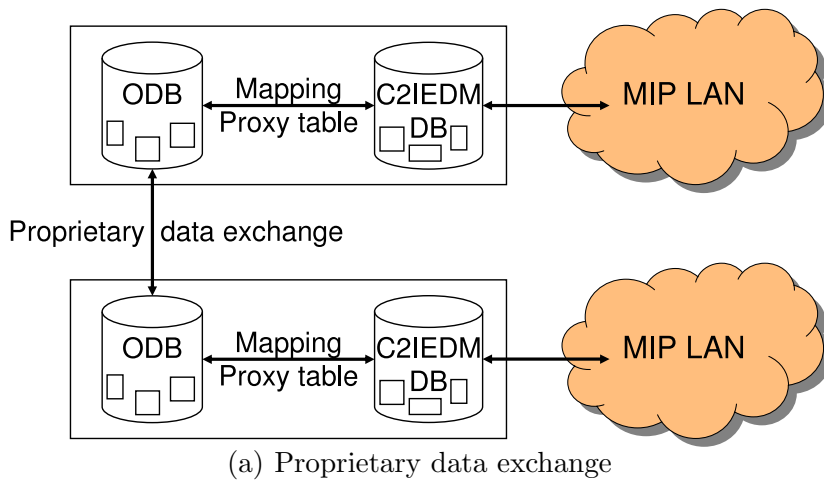 ODB
Mapping
Proxy table
C2IEDM
DB
MIP LAN
Proprietary data exchange
ODB
Mapping
Proxy table
C2IEDM
DB
MIP LAN
(a) Proprietary data exchange